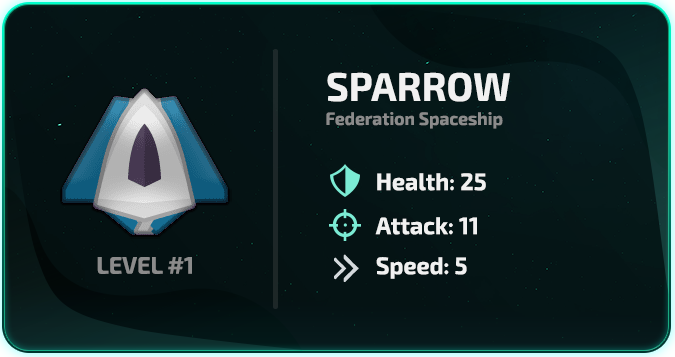 SPARROW
Federation Spaceship
Health: 25
Attack: 11
Speed: 5
LEVEL #1